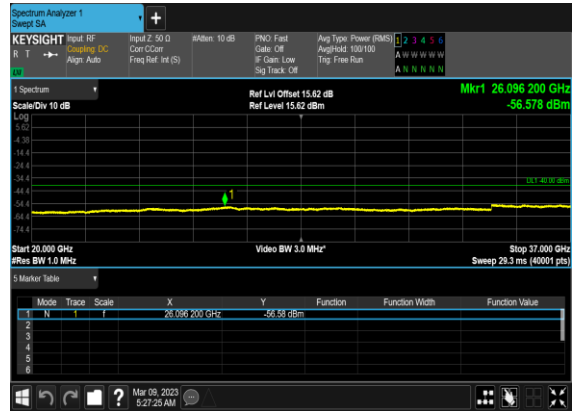 Spectrum Analyzer 1
Swept SA
+
KEYSIGHT Input: RF Input Z: 50 Ω #Atten: 10 dB PNO: Fast Avg Type: Power (RMS) 1 2 3 4 5 6
R T Coupling: DC Corr CCorr Gate: Off Avg|Hold: 100/100 A W W W W W
Align: Auto Freq Ref: Int (S) IF Gain: Low Trig: Free Run
Sig Track: Off A N N N N N
1 Spectrum
Ref Lvl Offset 15.62 dB Mkr1 26.096 200 GHz
Scale/Div 10 dB Ref Level 15.62 dBm -56.578 dBm
Log
5.62
-4.38
-14.4
-24.4
-34.4
-44.4
-54.4
-64.4
-74.4
1
Start 20.000 GHz Video BW 3.0 MHz* Stop 37.000 GHz
#Res BW 1.0 MHz Sweep 29.3 ms (40001 pts)
5 Marker Table
Mode Trace Scale X Y Function Function Width Function Value
1 N 1 f 26.096 200 GHz -56.58 dBm
2
3
4
5
6
? Mar 09, 2023
5:27:25 AM